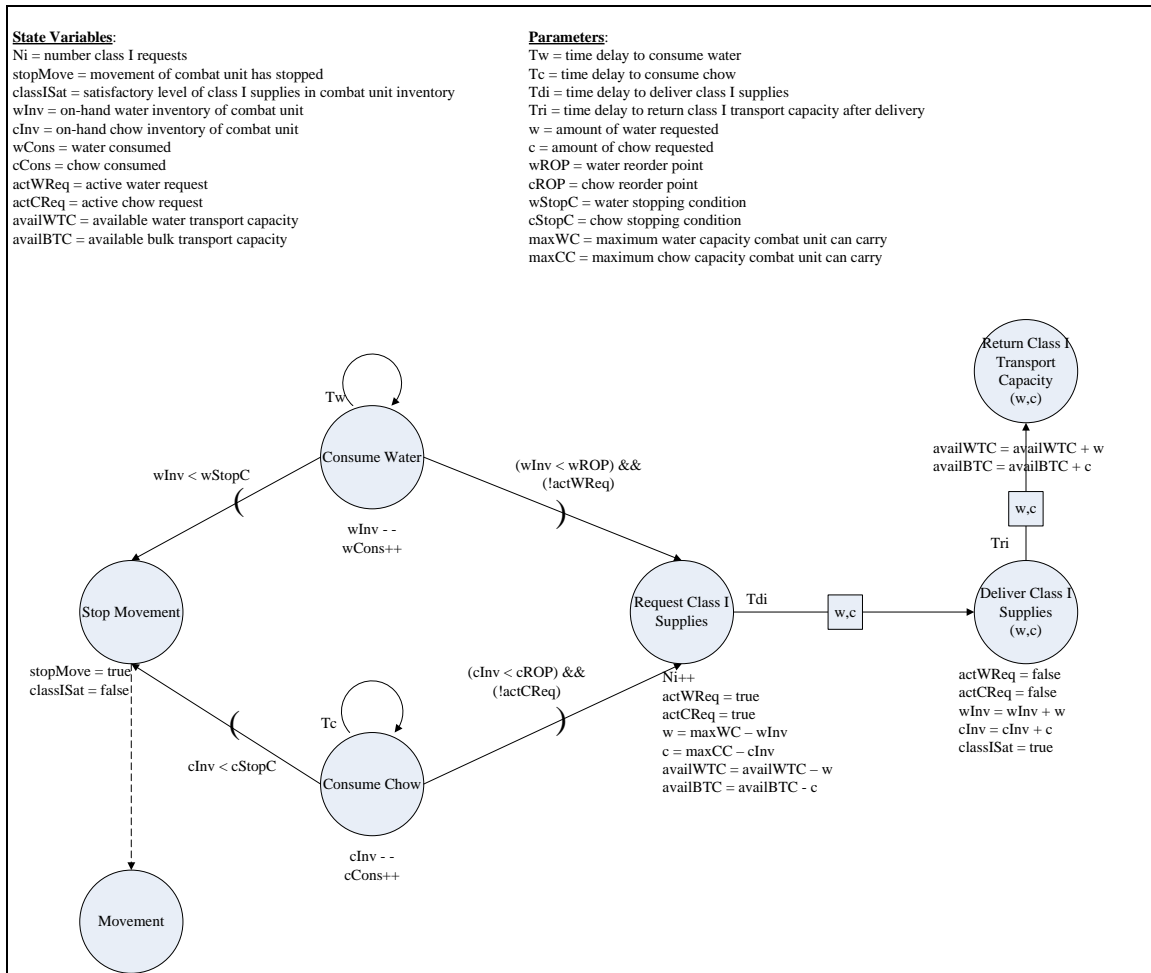 State Variables:
Ni = number class I requests
stopMove = movement of combat unit has stopped
classISat = satisfactory level of class I supplies in combat unit inventory
wInv = on-hand water inventory of combat unit
cInv = on-hand chow inventory of combat unit
wCons = water consumed
cCons = chow consumed
actWReq = active water request
actCReq = active chow request
availWTC = available water transport capacity
availBTC = available bulk transport capacity
Parameters:
Tw = time delay to consume water
Tc = time delay to consume chow
Tdi = time delay to deliver class I supplies
Tri = time delay to return class I transport capacity after delivery
w = amount of water requested
c = amount of chow requested
wROP = water reorder point
cROP = chow reorder point
wStopC = water stopping condition
cStopC = chow stopping condition
maxWC = maximum water capacity combat unit can carry
maxCC = maximum chow capacity combat unit can carry
Return Class I
Transport
Capacity
(w,c)
Tw
availWTC = availWTC + w
availBTC = availBTC + c
Consume Water
wInv < wStopC
(
(wInv < wROP) &&
(!actWReq)
)
w,c
wInv - -
wCons++
Tri
Stop Movement
Request Class I
Supplies
Tdi
w,c
Deliver Class I
Supplies
(w,c)
stopMove = true
classISat = false
(cInv < cROP) &&
(!actCReq)
)
Ni++
actWReq = true
actCReq = true
w = maxWC – wInv
c = maxCC – cInv
availWTC = availWTC – w
availBTC = availBTC - c
actWReq = false
actCReq = false
wInv = wInv + w
cInv = cInv + c
classISat = true
Tc
(
cInv < cStopC
Consume Chow
cInv - -
cCons++
Movement